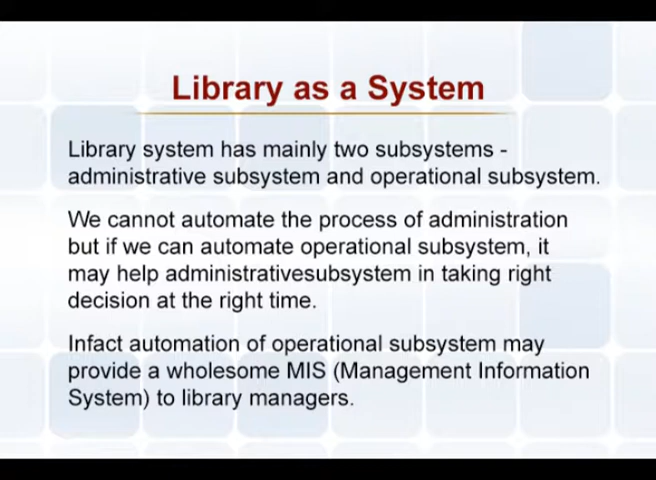 Library as a System
Library system has mainly two subsystems -
administrative subsystem and operational subsystem.
We cannot automate the process of administration
but if we can automate operational subsystem, it
may help administrativesubsystem in taking right
decision at the right time.
Infact automation of operational subsystem may
provide a wholesome MIS (Management Information
System) to library managers.